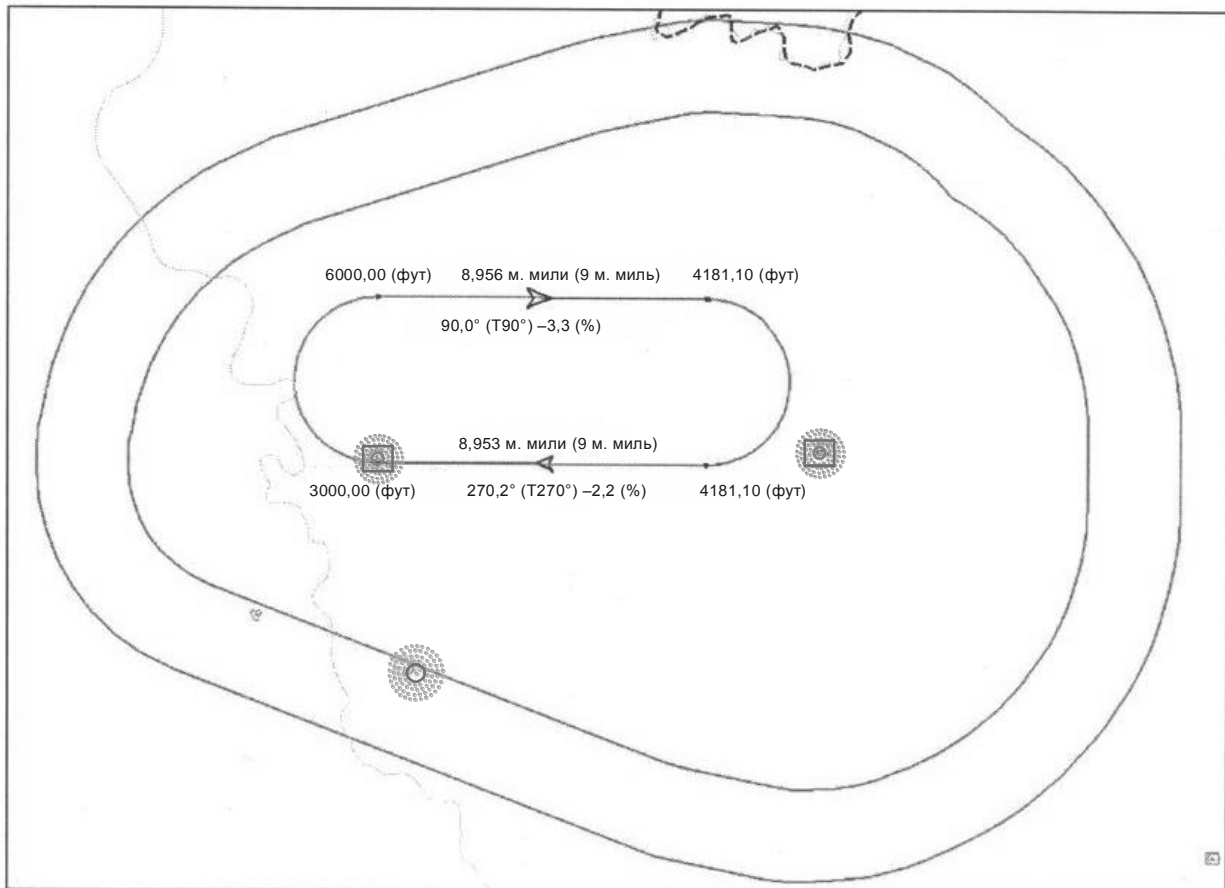 6000,00 (фут) 8,956 м. мили (9 м. миль) 4181,10 (фут)
90,0° (T90°) –3,3 (%)
8,953 м. мили (9 м. миль)
3000,00 (фут) 270,2° (T270°) –2,2 (%) 4181,10 (фут)